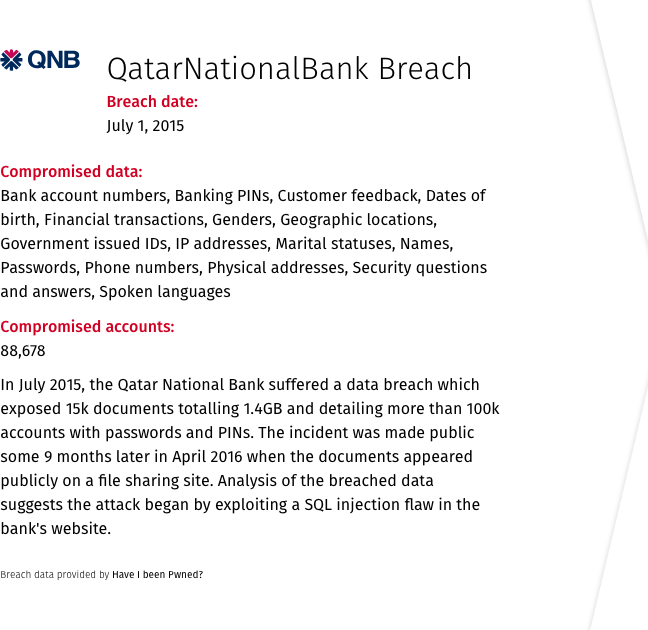 QNB
QatarNationalBank Breach
Breach date:
July 1, 2015
Compromised data:
Bank account numbers, Banking PINs, Customer feedback, Dates of
birth, Financial transactions, Genders, Geographic locations,
Government issued IDs, IP addresses, Marital statuses, Names,
Passwords, Phone numbers, Physical addresses, Security questions
and answers, Spoken languages
Compromised accounts:
88,678
In July 2015, the Qatar National Bank suffered a data breach which
exposed 15k documents totalling 1.4GB and detailing more than 100k
accounts with passwords and PINs. The incident was made public
some 9 months later in April 2016 when the documents appeared
publicly on a file sharing site. Analysis of the breached data
suggests the attack began by exploiting a SQL injection flaw in the
bank's website.
Breach data provided by Have I been Pwned?